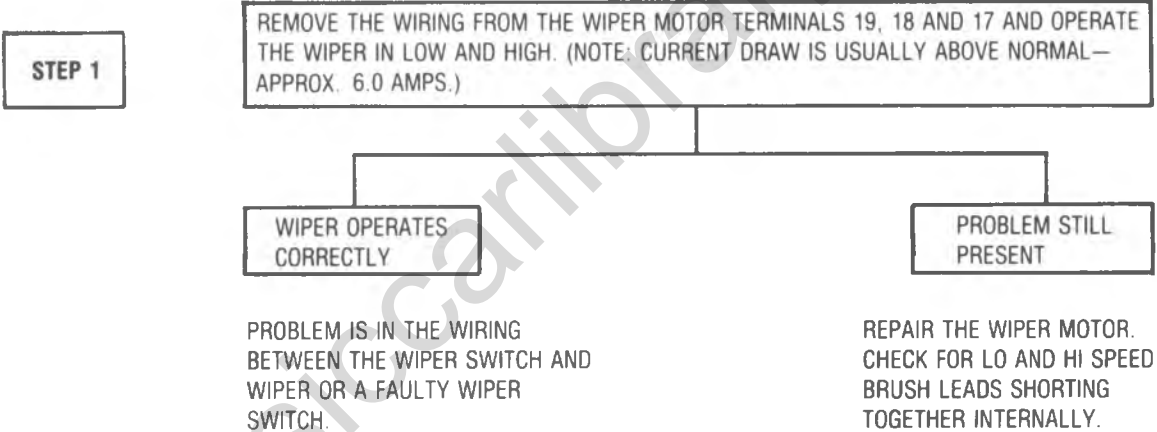 STEP 1
REMOVE THE WIRING FROM THE WIPER MOTOR TERMINALS 19, 18 AND 17 AND OPERATE
THE WIPER IN LOW AND HIGH. (NOTE: CURRENT DRAW IS USUALLY ABOVE NORMAL—
APPROX. 6.0 AMPS.)
WIPER OPERATES
CORRECTLY
PROBLEM IS IN THE WIRING
BETWEEN THE WIPER SWITCH AND
WIPER OR A FAULTY WIPER
SWITCH.
PROBLEM STILL
PRESENT
REPAIR THE WIPER MOTOR.
CHECK FOR LO AND HI SPEED
BRUSH LEADS SHORTING
TOGETHER INTERNALLY.